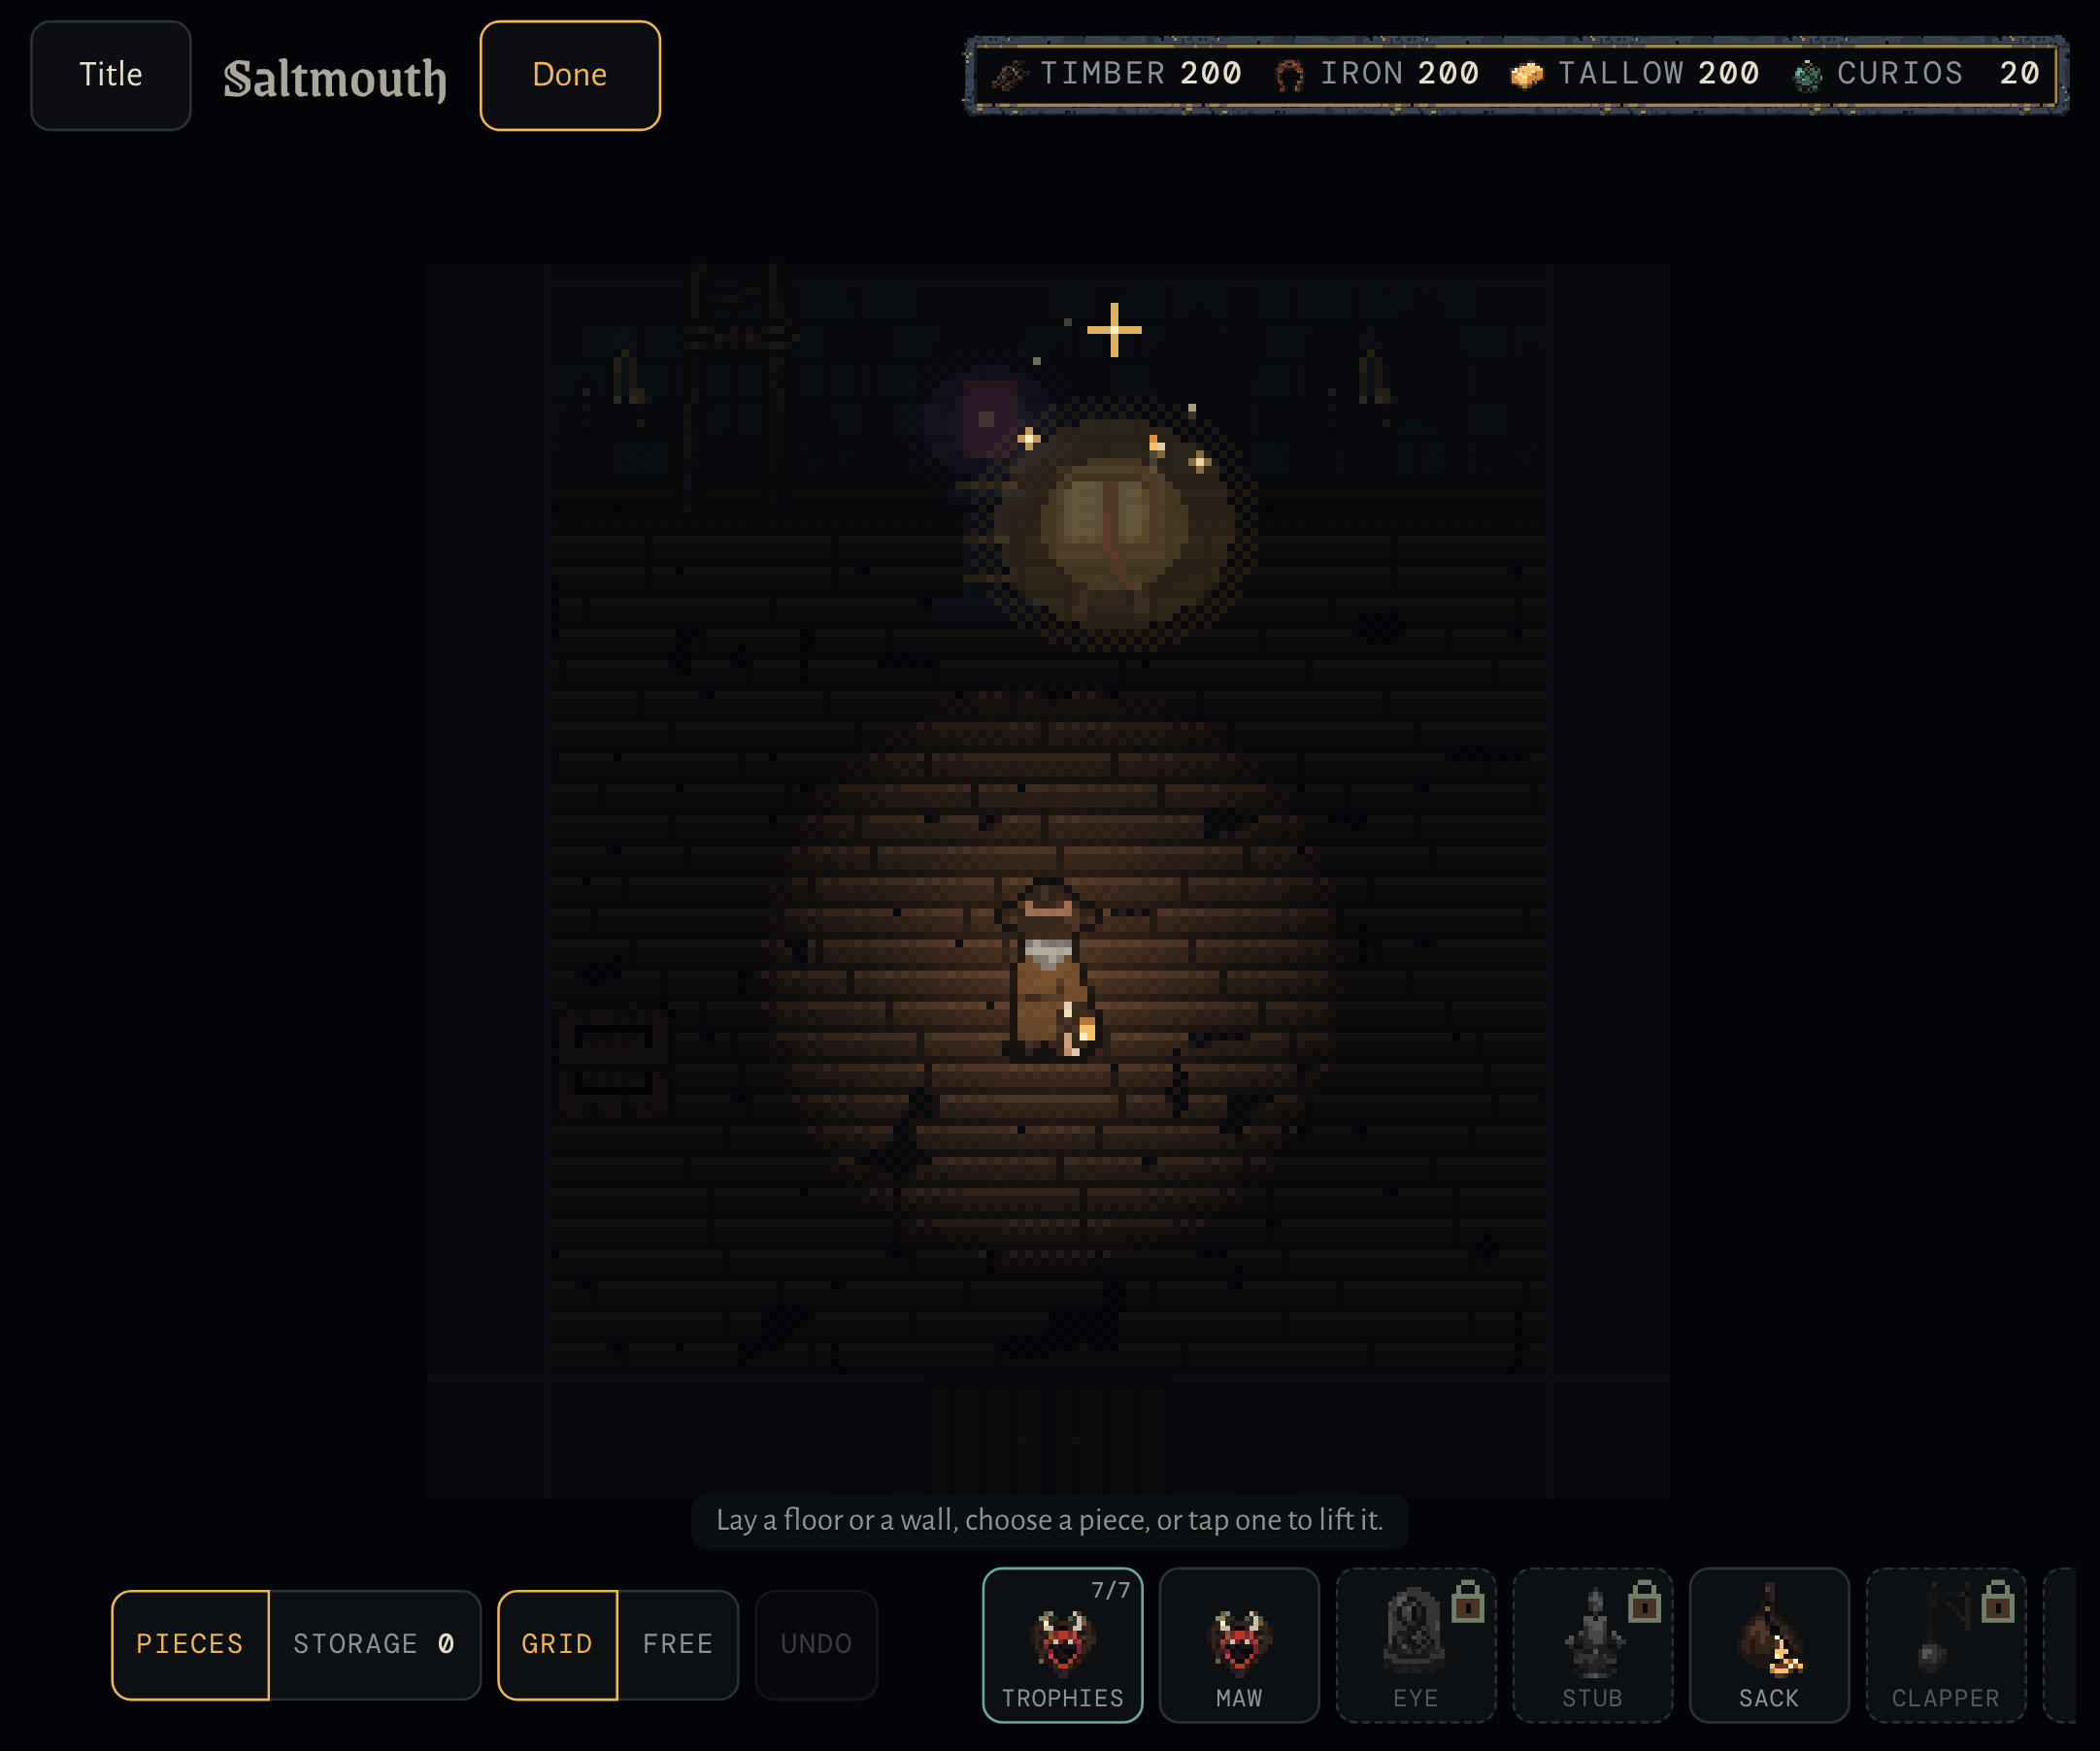 Title
Saltmouth
Done
TIMBER 200 IRON 200 TALLOW 200 CURIOS 20
Lay a floor or a wall, choose a piece, or tap one to lift it.
PIECES
STORAGE 0
GRID
FREE
UNDO
7/7
TROPHIES
MAW
EYE
STUB
SACK
CLAPPER